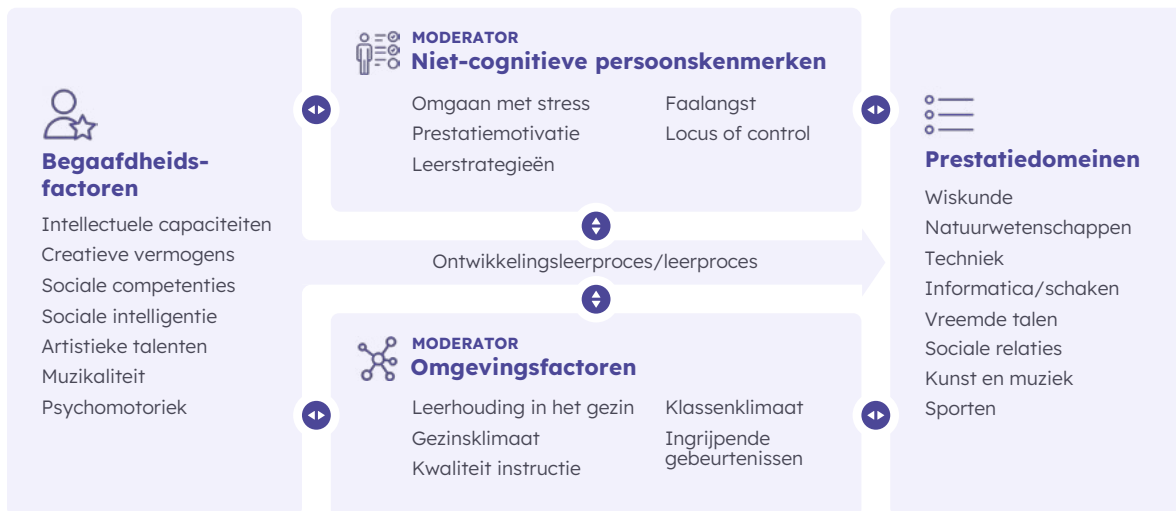 Begaafdheids-
factoren
Intellectuele capaciteiten
Creatieve vermogens
Sociale competenties
Sociale intelligentie
Artistieke talenten
Muzikaliteit
Psychomotoriek
MODERATOR
Niet-cognitieve persoonskenmerken
Omgaan met stress
Prestatiemotivatie
Leerstrategieën
Faalangst
Locus of control
Ontwikkelingsleerproces/leerproces
MODERATOR
Omgevingsfactoren
Leerhouding in het gezin
Gezinsklimaat
Kwaliteit instructie
Klassenklimaat
Ingrijpende
gebeurtenissen
Prestatiedomeinen
Wiskunde
Natuurwetenschappen
Techniek
Informatica/schaken
Vreemde talen
Sociale relaties
Kunst en muziek
Sporten